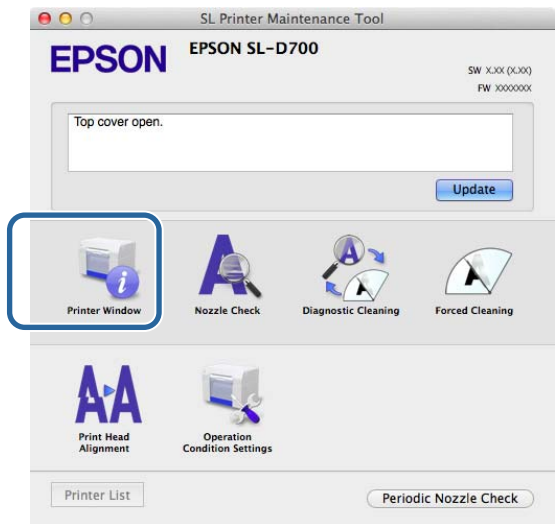 SL Printer Maintenance Tool
EPSON
EPSON SL-D700
SW X.XX (X.XX)
FW XXXXXXX
Top cover open.
Update
Printer Window
Nozzle Check
Diagnostic Cleaning
Forced Cleaning
Print Head
Alignment
Operation
Condition Settings
Printer List
Periodic Nozzle Check